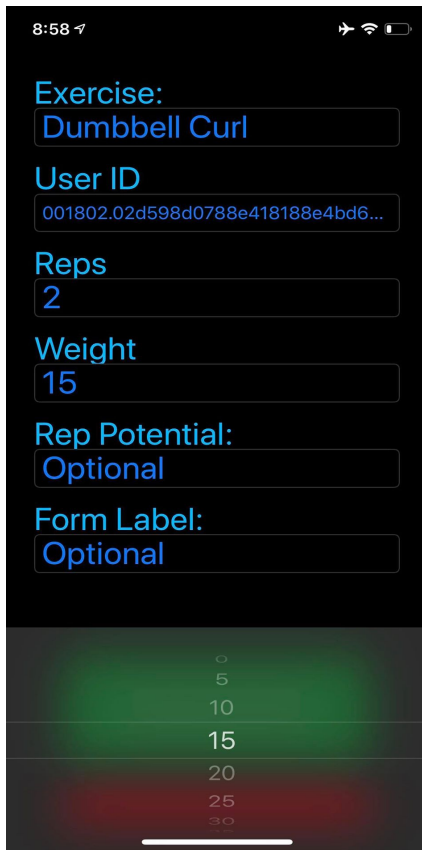 8:58
Exercise:
Dumbbell Curl
User ID
001802.02d598d0788e418188e4bd6...
Reps
2
Weight
15
Rep Potential:
Optional
Form Label:
Optional
0
5
10
15
20
25
30